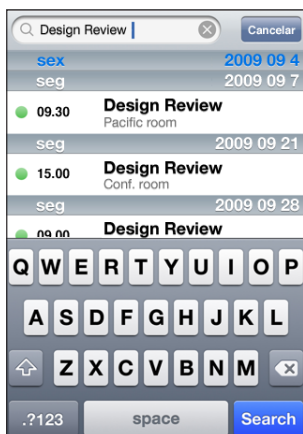 Design Review Cancelar
sex 2009 09 4
seg 2009 09 7
09.30 Design Review
Pacific room
seg 2009 09 21
15.00 Design Review
Conf. room
seg 2009 09 28
09.00 Design Review
Q W E R T Y U I O P
A S D F G H J K L
Z X C V B N M
.?123 space Search